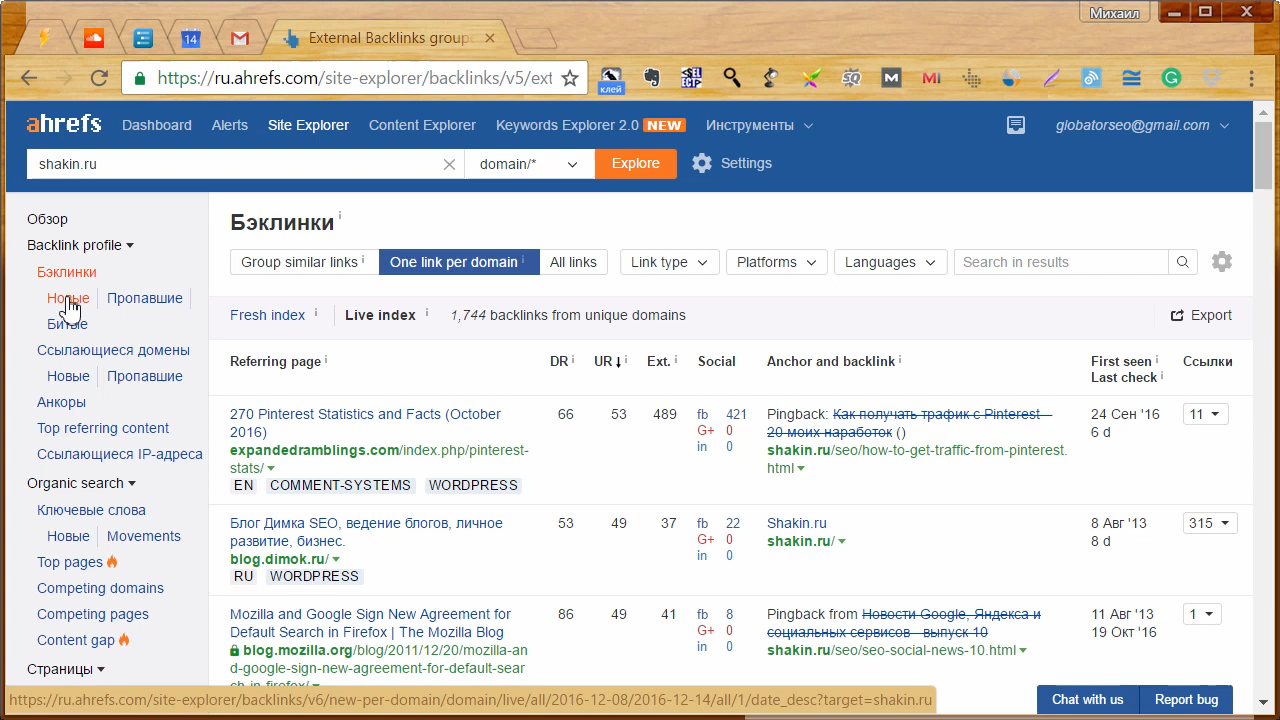 Михаил
14
External Backlinks group
https://ru.ahrefs.com/site-explorer/backlinks/v5/ext
клей
ahrefs Dashboard Alerts Site Explorer Content Explorer Keywords Explorer 2.0 NEW Инструменты globatorseo@gmail.com
shakin.ru domain/* Explore Settings
Обзор
Backlink profile
Бэклинки
Новые Пропавшие
Битые
Ссылающиеся домены
Новые Пропавшие
Анкоры
Top referring content
Ссылающиеся IP-адреса
Organic search
Ключевые слова
Новые Movements
Top pages
Competing domains
Competing pages
Content gap
Страницы
Бэклинки
Group similar links One link per domain All links Link type Platforms Languages Search in results
Fresh index Live index 1,744 backlinks from unique domains Export
Referring page DR UR Ext. Social Anchor and backlink First seen Ссылки
Last check
270 Pinterest Statistics and Facts (October 66 53 489 fb 421 Pingback: Как получать трафик с Pinterest – 24 Сен '16 11
2016) G+ 0 20 моих наработок () 6 d
expandedramblings.com/index.php/pinterest- in 0 shakin.ru/seo/how-to-get-traffic-from-pinterest.
stats/ html
EN COMMENT-SYSTEMS WORDPRESS
Блог Димка SEO, ведение блогов, личное 53 49 37 fb 22 Shakin.ru 8 Авг '13 315
развитие, бизнес. G+ 0 shakin.ru/ 8 d
blog.dimok.ru/ in 0
RU WORDPRESS
Mozilla and Google Sign New Agreement for 86 49 41 fb 8 Pingback from Новости Google, Яндекса и 11 Авг '13 1
Default Search in Firefox | The Mozilla Blog G+ 0 социальных сервисов - выпуск 10 19 Окт '16
blog.mozilla.org/blog/2011/12/20/mozilla-an in 0 shakin.ru/seo/seo-social-news-10.html
d-google-sign-new-agreement-for-default-sear
ch-in-firefox/
https://ru.ahrefs.com/site-explorer/backlinks/v6/new-per-domain/domain/live/all/2016-12-08/2016-12-14/all/1/date_desc?target=shakin.ru
Chat with us Report bug